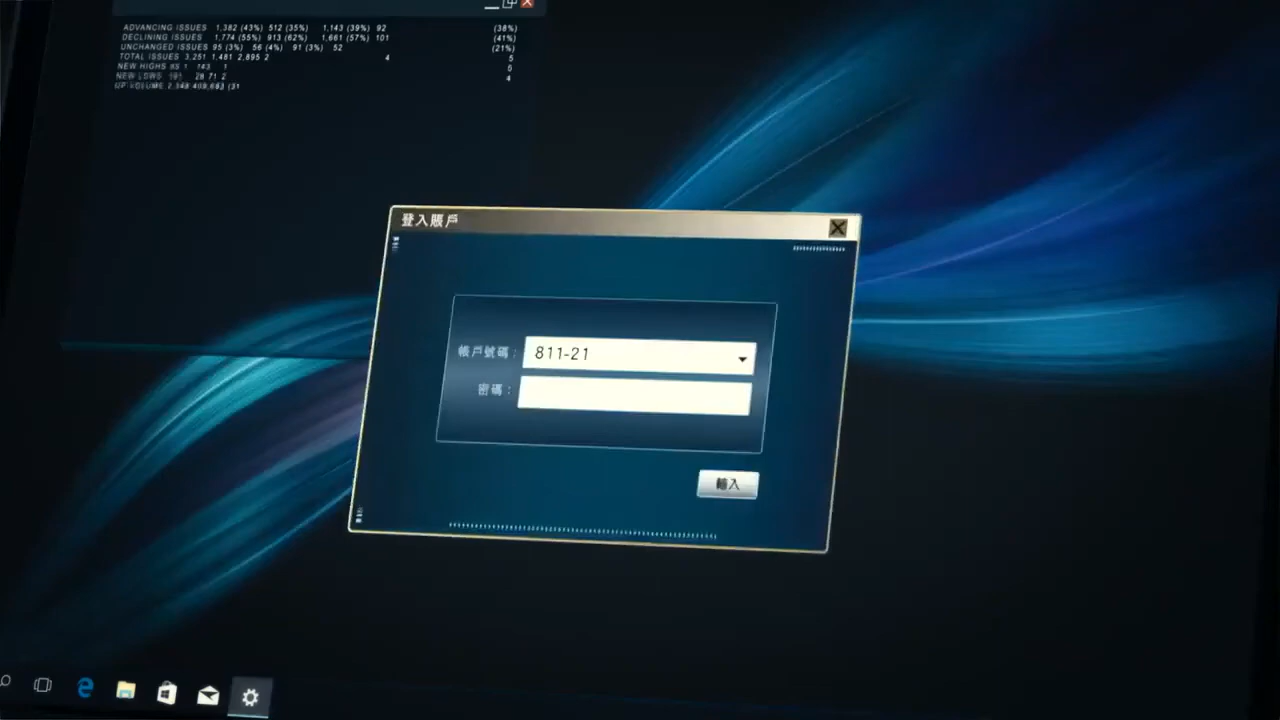 ADVANCING ISSUES 1,382 (43%) 512 (35%) 1,143 (39%) 92 (38%)
DECLINING ISSUES 1,774 (55%) 913 (62%) 1,661 (57%) 101 (41%)
UNCHANGED ISSUES 95 (3%) 56 (4%) 91 (3%) 52 (21%)
TOTAL ISSUES 3,251 1,481 2,895 2 4 5
NEW HIGHS 1 143 1 5
NEW LOWS 28 71 2 4
UP VOLUME (31
登入賬戶
帳戶號碼：
811-21
密碼：
輸入